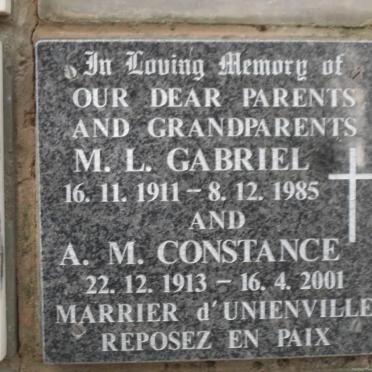 In Loving Memory of
OUR DEAR PARENTS
AND GRANDPARENTS
M. L. GABRIEL
16. 11. 1911 – 8. 12. 1985
AND
A. M. CONSTANCE
22. 12. 1913 – 16. 4. 2001
MARRIER d'UNIENVILLE
REPOSEZ EN PAIX